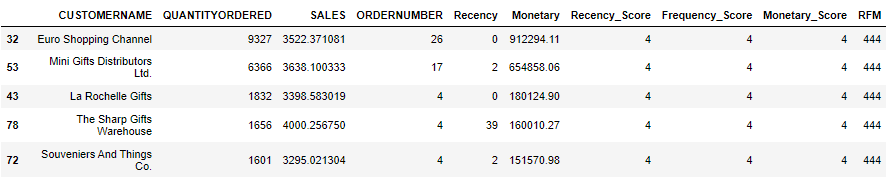 CUSTOMERNAME QUANTITYORDERED SALES ORDERNUMBER Recency Monetary Recency_Score Frequency_Score Monetary_Score RFM
32 Euro Shopping Channel 9327 3522.371081 26 0 912294.11 4 4 4 444
53 Mini Gifts Distributors Ltd. 6366 3638.100333 17 2 654858.06 4 4 4 444
43 La Rochelle Gifts 1832 3398.583019 4 0 180124.90 4 4 4 444
78 The Sharp Gifts Warehouse 1656 4000.256750 4 39 160010.27 4 4 4 444
72 Souveniers And Things Co. 1601 3295.021304 4 2 151570.98 4 4 4 444